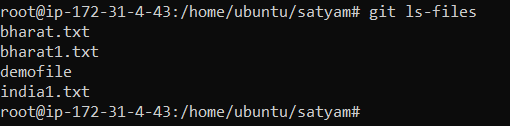 root@ip-172-31-4-43:/home/ubuntu/satyam# git ls-files
bharat.txt
bharat1.txt
demofile
india1.txt
root@ip-172-31-4-43:/home/ubuntu/satyam#